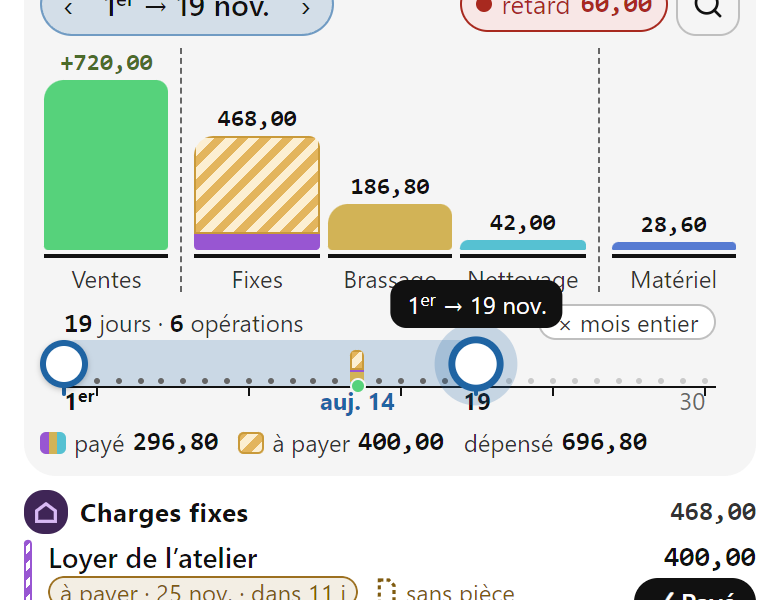 ‹ 1er → 19 nov. › retard 60,00
+720,00
468,00
186,80
42,00
28,60
Ventes Fixes Brassage Nettoyage Matériel
1er → 19 nov.
19 jours · 6 opérations × mois entier
1er auj. 14 19 30
payé 296,80 à payer 400,00 dépensé 696,80
Charges fixes 468,00
Loyer de l’atelier 400,00
à payer · 25 nov. · dans 11 j sans pièce ✓ Payé